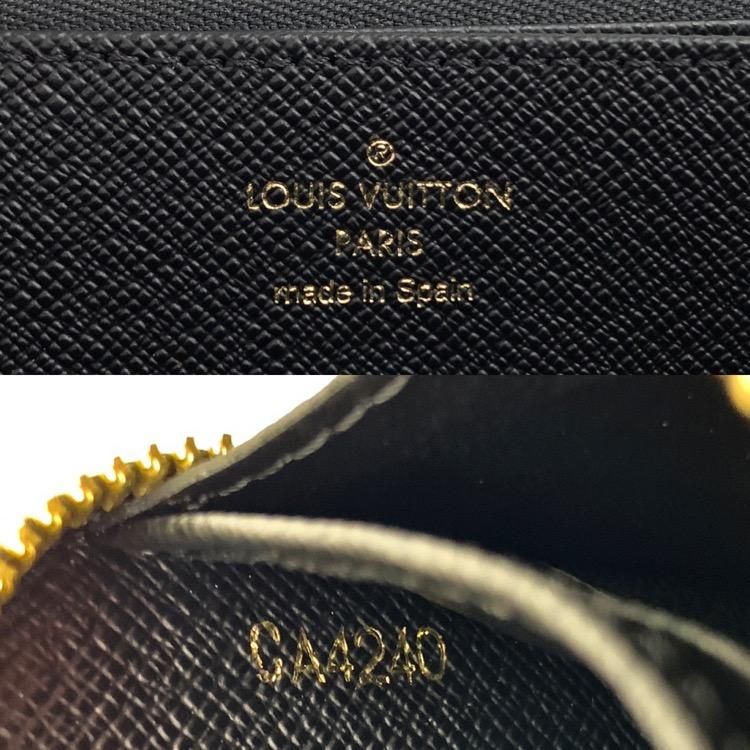 ®
LOUIS VUITTON
PARIS
made in Spain
CA4240